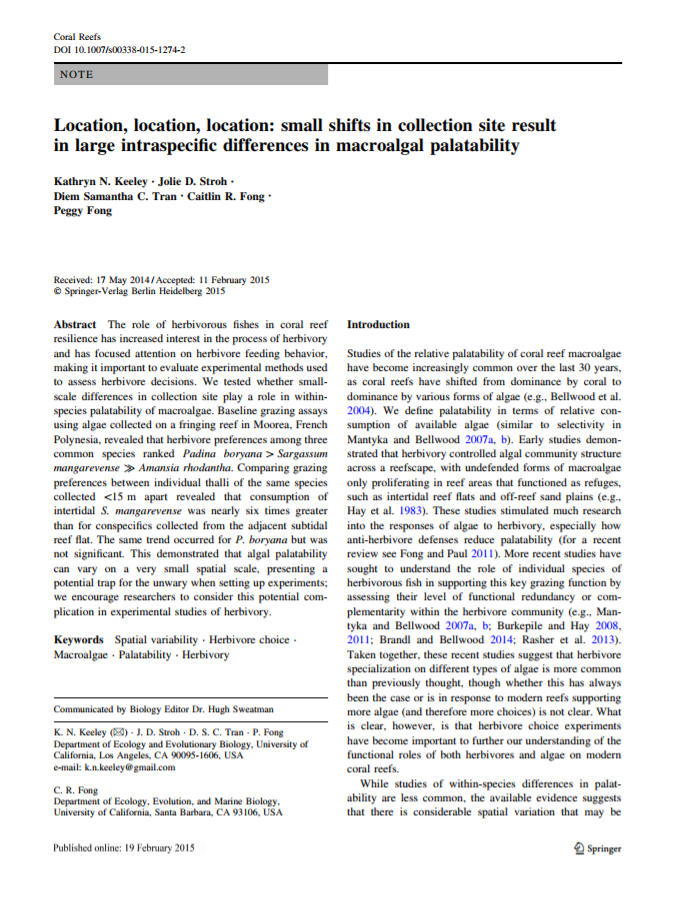 Coral Reefs
DOI 10.1007/s00338-015-1274-2
NOTE
Location, location, location: small shifts in collection site result
in large intraspecific differences in macroalgal palatability
Kathryn N. Keeley · Jolie D. Stroh ·
Diem Samantha C. Tran · Caitlin R. Fong ·
Peggy Fong
Received: 17 May 2014 / Accepted: 11 February 2015
© Springer-Verlag Berlin Heidelberg 2015
Abstract The role of herbivorous fishes in coral reef
resilience has increased interest in the process of herbivory
and has focused attention on herbivore feeding behavior,
making it important to evaluate experimental methods used
to assess herbivore decisions. We tested whether small-
scale differences in collection site play a role in within-
species palatability of macroalgae. Baseline grazing assays
using algae collected on a fringing reef in Moorea, French
Polynesia, revealed that herbivore preferences among three
common species ranked Padina boryana > Sargassum
mangarevense ≫ Amansia rhodantha. Comparing grazing
preferences between individual thalli of the same species
collected <15 m apart revealed that consumption of
intertidal S. mangarevense was nearly six times greater
than for conspecifics collected from the adjacent subtidal
reef flat. The same trend occurred for P. boryana but was
not significant. This demonstrated that algal palatability
can vary on a very small spatial scale, presenting a
potential trap for the unwary when setting up experiments;
we encourage researchers to consider this potential com-
plication in experimental studies of herbivory.
Keywords Spatial variability · Herbivore choice ·
Macroalgae · Palatability · Herbivory
Communicated by Biology Editor Dr. Hugh Sweatman
K. N. Keeley (✉) · J. D. Stroh · D. S. C. Tran · P. Fong
Department of Ecology and Evolutionary Biology, University of
California, Los Angeles, CA 90095-1606, USA
e-mail: k.n.keeley@gmail.com
C. R. Fong
Department of Ecology, Evolution, and Marine Biology,
University of California, Santa Barbara, CA 93106, USA
Introduction
Studies of the relative palatability of coral reef macroalgae
have become increasingly common over the last 30 years,
as coral reefs have shifted from dominance by coral to
dominance by various forms of algae (e.g., Bellwood et al.
2004). We define palatability in terms of relative con-
sumption of available algae (similar to selectivity in
Mantyka and Bellwood 2007a, b). Early studies demon-
strated that herbivory controlled algal community structure
across a reefscape, with undefended forms of macroalgae
only proliferating in reef areas that functioned as refuges,
such as intertidal reef flats and off-reef sand plains (e.g.,
Hay et al. 1983). These studies stimulated much research
into the responses of algae to herbivory, especially how
anti-herbivore defenses reduce palatability (for a recent
review see Fong and Paul 2011). More recent studies have
sought to understand the role of individual species of
herbivorous fish in supporting this key grazing function by
assessing their level of functional redundancy or com-
plementarity within the herbivore community (e.g., Man-
tyka and Bellwood 2007a, b; Burkepile and Hay 2008,
2011; Brandl and Bellwood 2014; Rasher et al. 2013).
Taken together, these recent studies suggest that herbivore
specialization on different types of algae is more common
than previously thought, though whether this has always
been the case or is in response to modern reefs supporting
more algae (and therefore more choices) is not clear. What
is clear, however, is that herbivore choice experiments
have become important to further our understanding of the
functional roles of both herbivores and algae on modern
coral reefs.
While studies of within-species differences in palat-
ability are less common, the available evidence suggests
that there is considerable spatial variation that may be
Published online: 19 February 2015
Springer